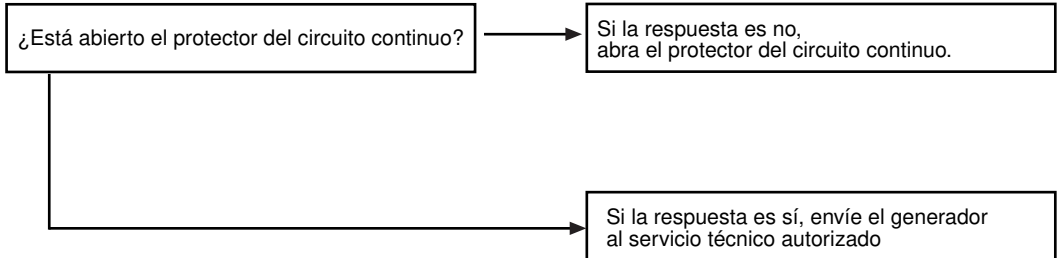 ¿Está abierto el protector del circuito continuo?
Si la respuesta es no,
abra el protector del circuito continuo.
Si la respuesta es sí, envíe el generador
al servicio técnico autorizado